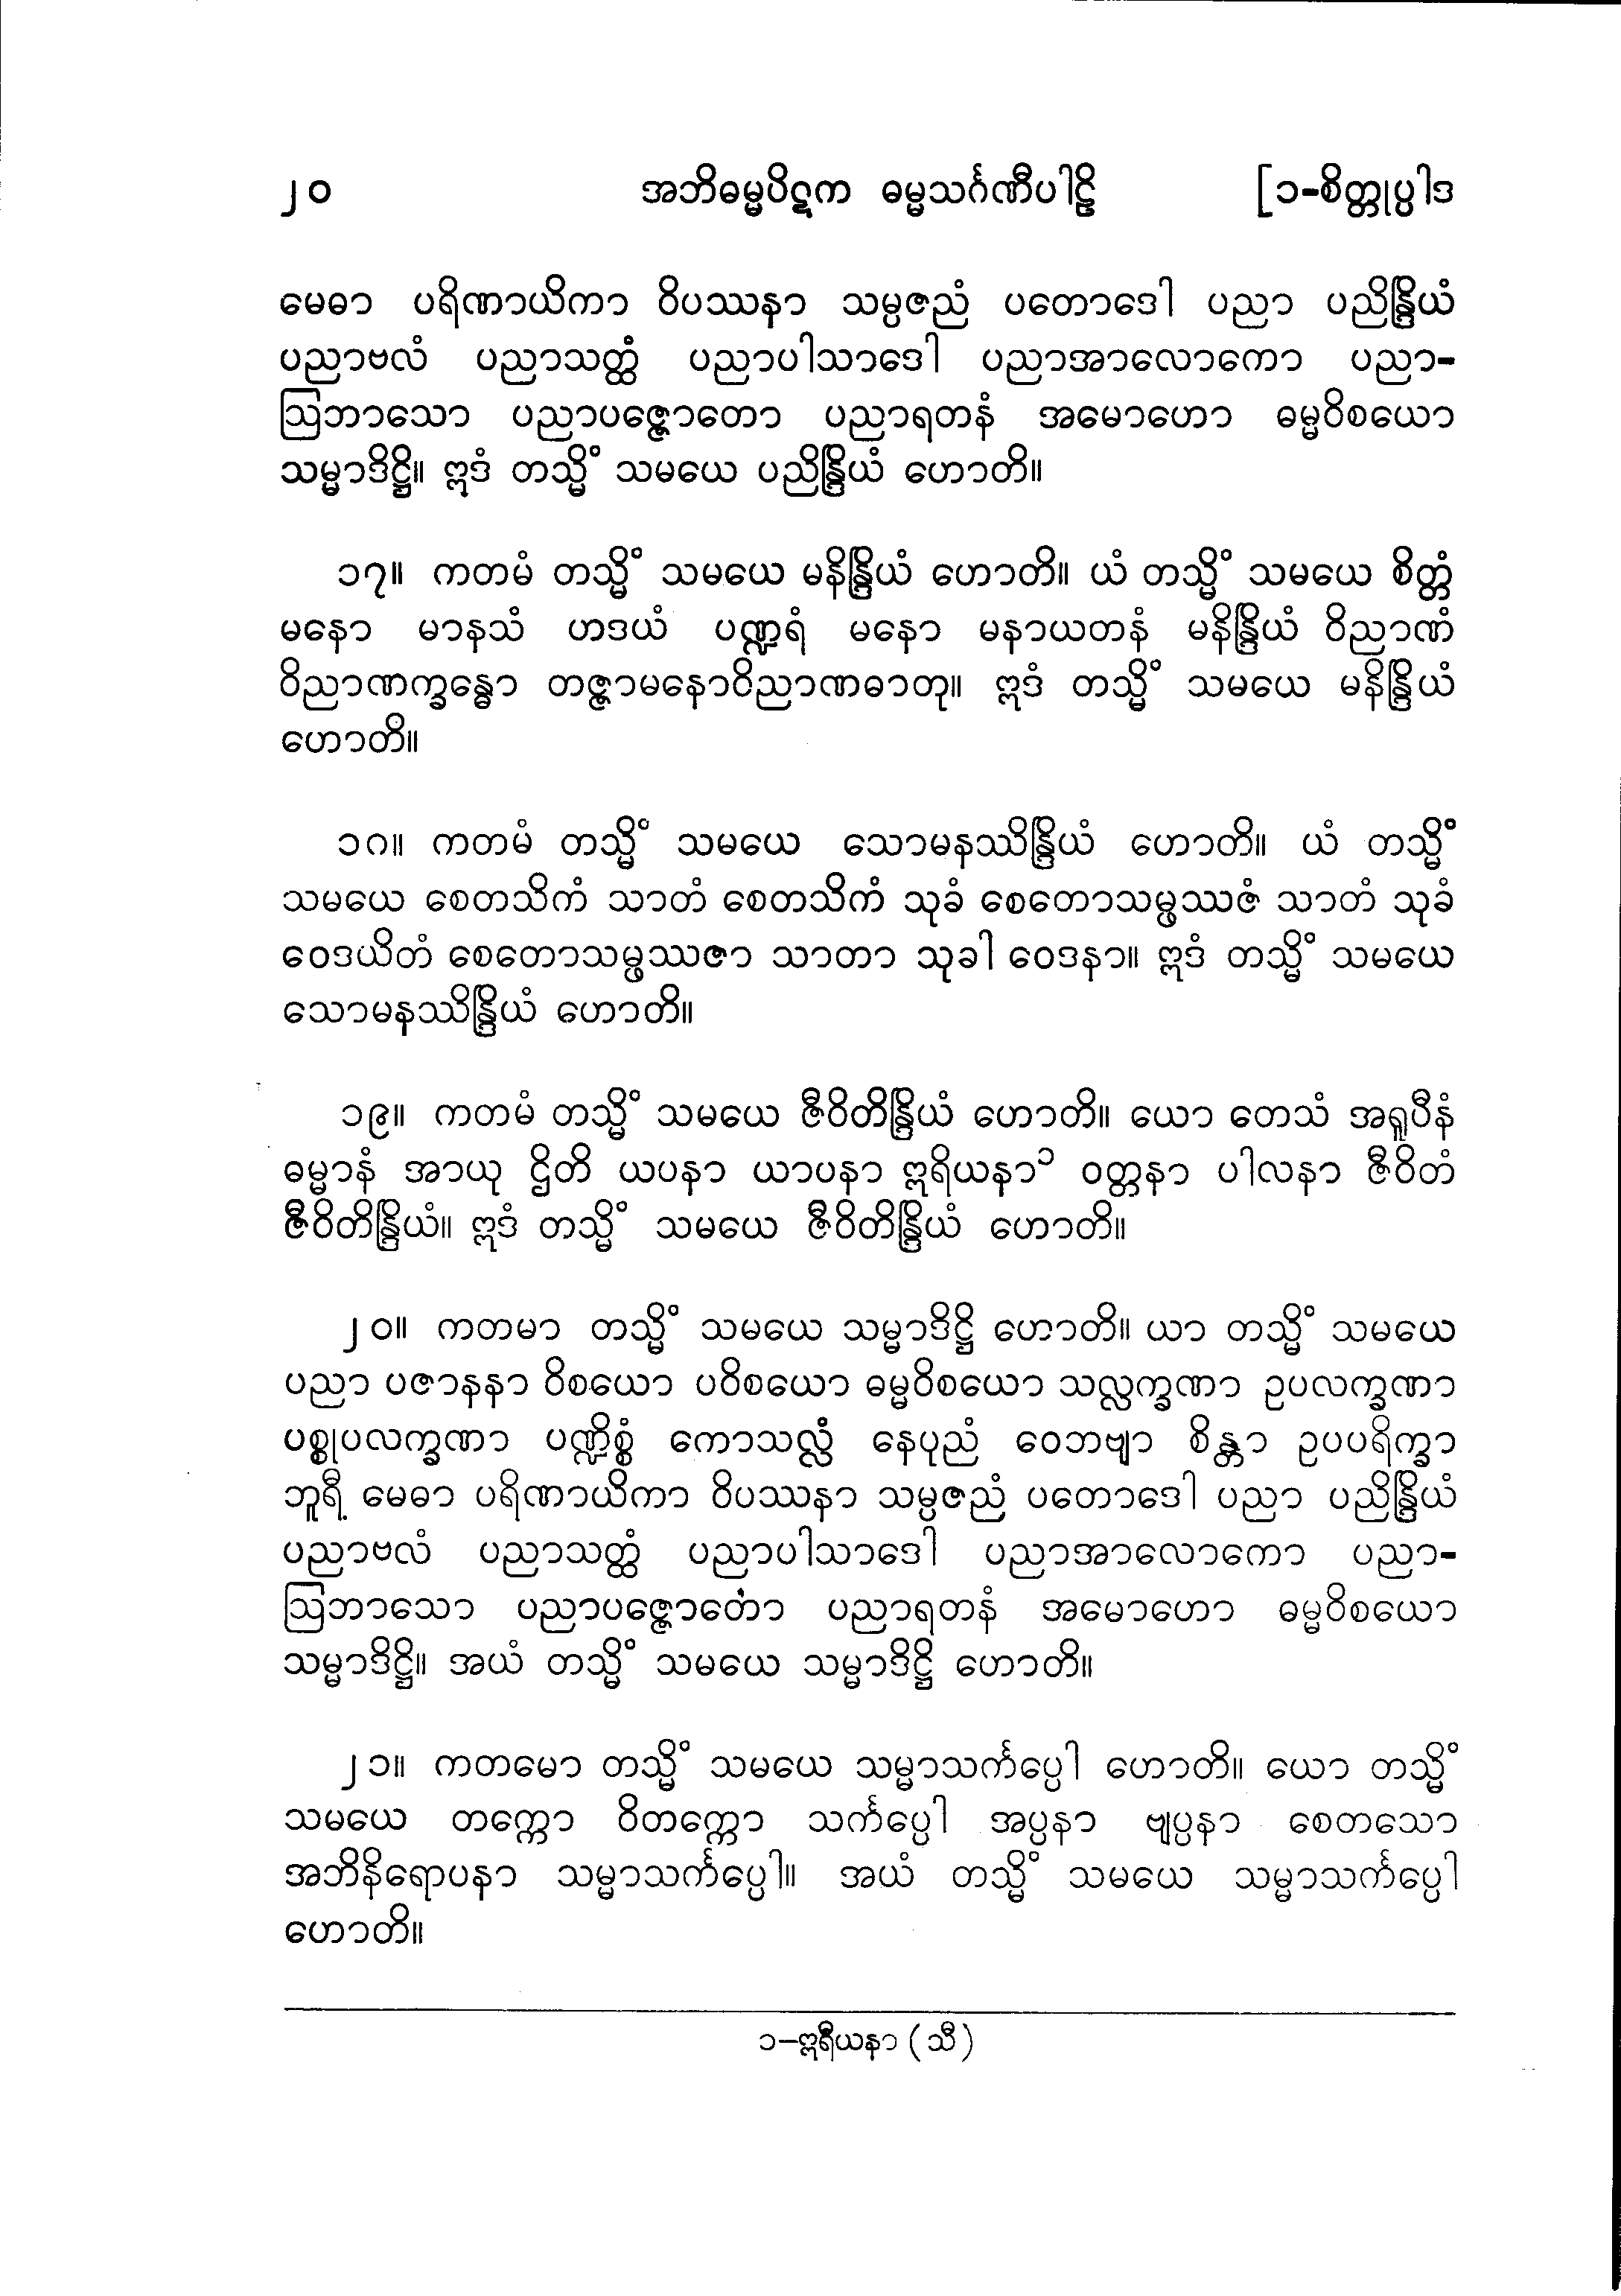 ၂၀ အဘိဓမ္မပိဋက ဓမ္မသင်္ဂဏီပါဠိ [၁-စိတ္တုပ္ပါဒ
မေဓာ ပရိဏာယိကာ ဝိပဿနာ သမ္ပဇညံ ပတောဒေါ ပညာ ပညိန္ဒြိယံ
ပညာဗလံ ပညာသတ္ထံ ပညာပါသာဒေါ ပညာအာလောကော ပညာ-
ဩဘာသော ပညာပဇ္ဇောတော ပညာရတနံ အမောဟော ဓမ္မဝိစယော
သမ္မာဒိဋ္ဌိ။ ဣဒံ တသ္မိံ သမယေ ပညိန္ဒြိယံ ဟောတိ။
၁၇။ ကတမံ တသ္မိံ သမယေ မနိန္ဒြိယံ ဟောတိ။ ယံ တသ္မိံ သမယေ စိတ္တံ
မနော မာနသံ ဟဒယံ ပဏ္ဍရံ မနော မနာယတနံ မနိန္ဒြိယံ ဝိညာဏံ
ဝိညာဏက္ခန္ဓော တဇ္ဇာမနောဝိညာဏဓာတု။ ဣဒံ တသ္မိံ သမယေ မနိန္ဒြိယံ
ဟောတိ။
၁၈။ ကတမံ တသ္မိံ သမယေ သောမနဿိန္ဒြိယံ ဟောတိ။ ယံ တသ္မိံ
သမယေ စေတသိကံ သာတံ စေတသိကံ သုခံ စေတောသမ္ဖဿဇံ သာတံ သုခံ
ဝေဒယိတံ စေတောသမ္ဖဿဇာ သာတာ သုခါ ဝေဒနာ။ ဣဒံ တသ္မိံ သမယေ
သောမနဿိန္ဒြိယံ ဟောတိ။
၁၉။ ကတမံ တသ္မိံ သမယေ ဇီဝိတိန္ဒြိယံ ဟောတိ။ ယော တေသံ အရူပီနံ
ဓမ္မာနံ အာယု ဌိတိ ယပနာ ယာပနာ ဣရိယနာ၁ ဝတ္တနာ ပါလနာ ဇီဝိတံ
ဇီဝိတိန္ဒြိယံ။ ဣဒံ တသ္မိံ သမယေ ဇီဝိတိန္ဒြိယံ ဟောတိ။
၂၀။ ကတမာ တသ္မိံ သမယေ သမ္မာဒိဋ္ဌိ ဟောတိ။ ယာ တသ္မိံ သမယေ
ပညာ ပဇာနနာ ဝိစယော ပဝိစယော ဓမ္မဝိစယော သလ္လက္ခဏာ ဥပလက္ခဏာ
ပစ္စုပလက္ခဏာ ပဏ္ဍိစ္စံ ကောသလ္လံ နေပုညံ ဝေဘဗျာ စိန္တာ ဥပပရိက္ခာ
ဘူရီ မေဓာ ပရိဏာယိကာ ဝိပဿနာ သမ္ပဇညံ ပတောဒေါ ပညာ ပညိန္ဒြိယံ
ပညာဗလံ ပညာသတ္ထံ ပညာပါသာဒေါ ပညာအာလောကော ပညာ-
ဩဘာသော ပညာပဇ္ဇောတော ပညာရတနံ အမောဟော ဓမ္မဝိစယော
သမ္မာဒိဋ္ဌိ။ အယံ တသ္မိံ သမယေ သမ္မာဒိဋ္ဌိ ဟောတိ။
၂၁။ ကတမော တသ္မိံ သမယေ သမ္မာသင်္ကပ္ပေါ ဟောတိ။ ယော တသ္မိံ
သမယေ တက္ကော ဝိတက္ကော သင်္ကပ္ပေါ အပ္ပနာ ဗျပ္ပနာ စေတသော
အဘိနိရောပနာ သမ္မာသင်္ကပ္ပေါ။ အယံ တသ္မိံ သမယေ သမ္မာသင်္ကပ္ပေါ
ဟောတိ။
၁–ဣရီယနာ (သီ)